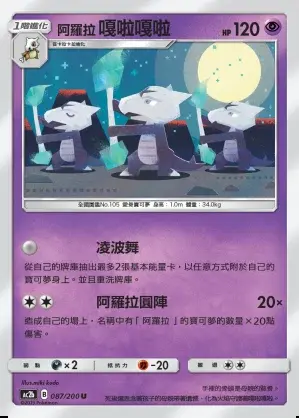 1階進化
阿羅拉 嘎啦嘎啦
HP 120
從卡拉卡拉進化
全國圖鑑No.105 愛骨寶可夢 身高:1.0m 體重:34.0kg
凌波舞
從自己的牌庫抽出最多2張基本能量卡,以任意方式附於自己的
寶可夢身上。並且重洗牌庫。
阿羅拉圓陣 20×
造成自己的場上,名稱中有「阿羅拉」的寶可夢的數量×20點
傷害。
弱點 ×2 抵抗力 -20 撤退
Illus.miki kudo
AC2b B 087/200 U